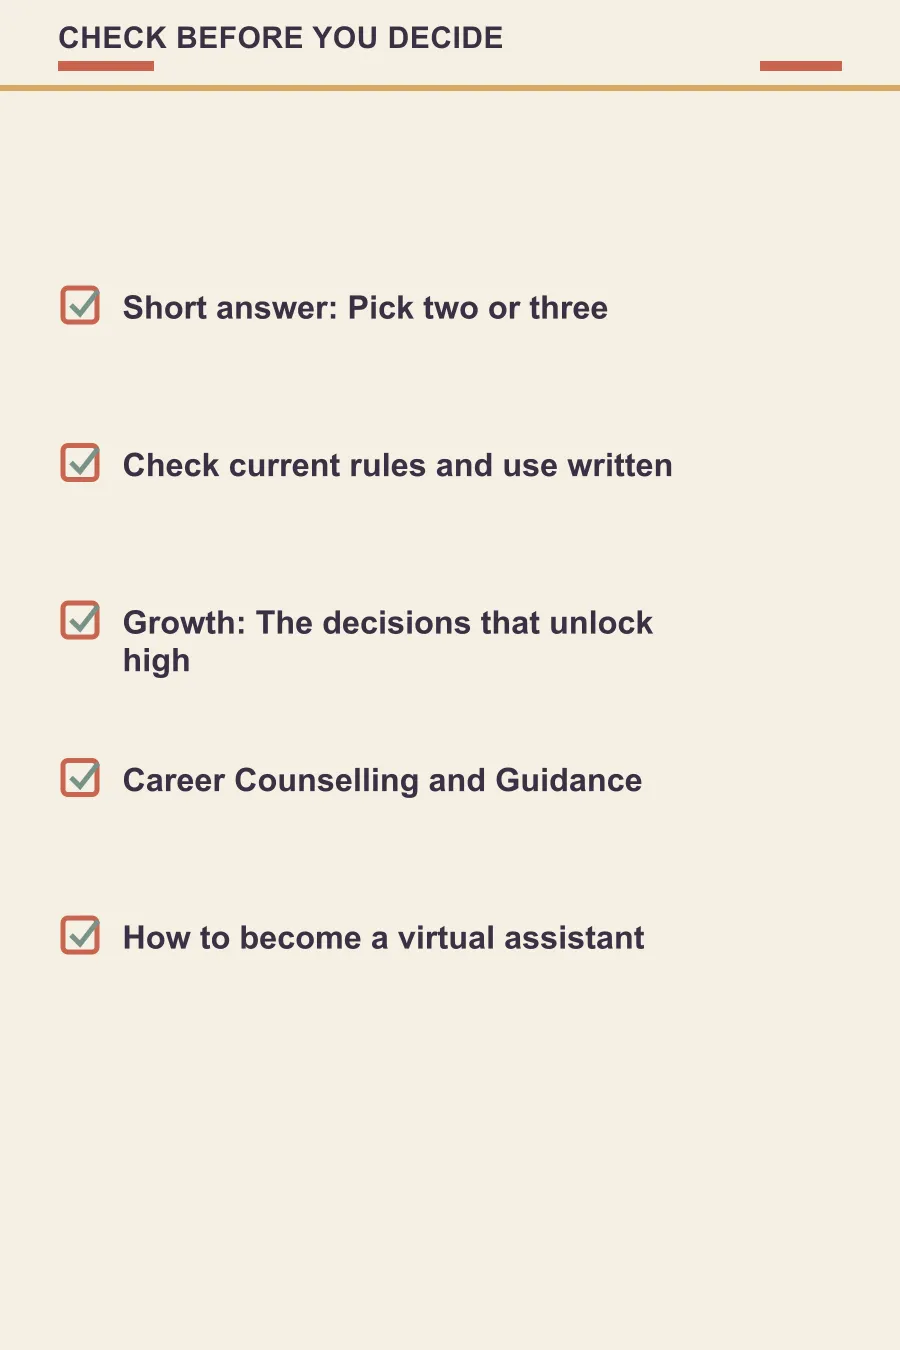 CHECK BEFORE YOU DECIDE
Short answer: Pick two or three
Check current rules and use written
Growth: The decisions that unlock
high
Career Counselling and Guidance
How to become a virtual assistant